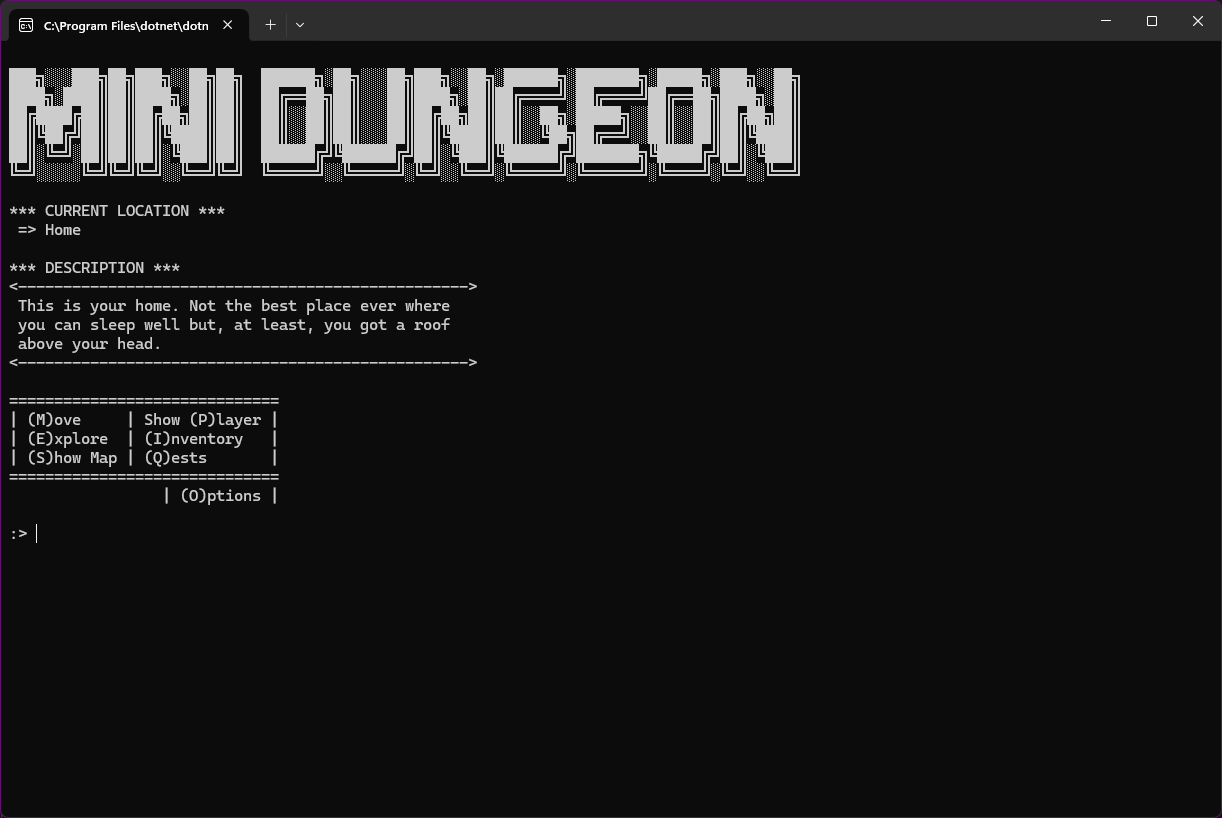 C:\Program Files\dotnet\dotn
MINI DUNGEON
*** CURRENT LOCATION ***
=> Home
*** DESCRIPTION ***
<-------------------------------------------------->
This is your home. Not the best place ever where
you can sleep well but, at least, you got a roof
above your head.
<-------------------------------------------------->
==============================
| (M)ove     | Show (P)layer |
| (E)xplore  | (I)nventory   |
| (S)how Map | (Q)ests       |
==============================
| (O)ptions |
:>